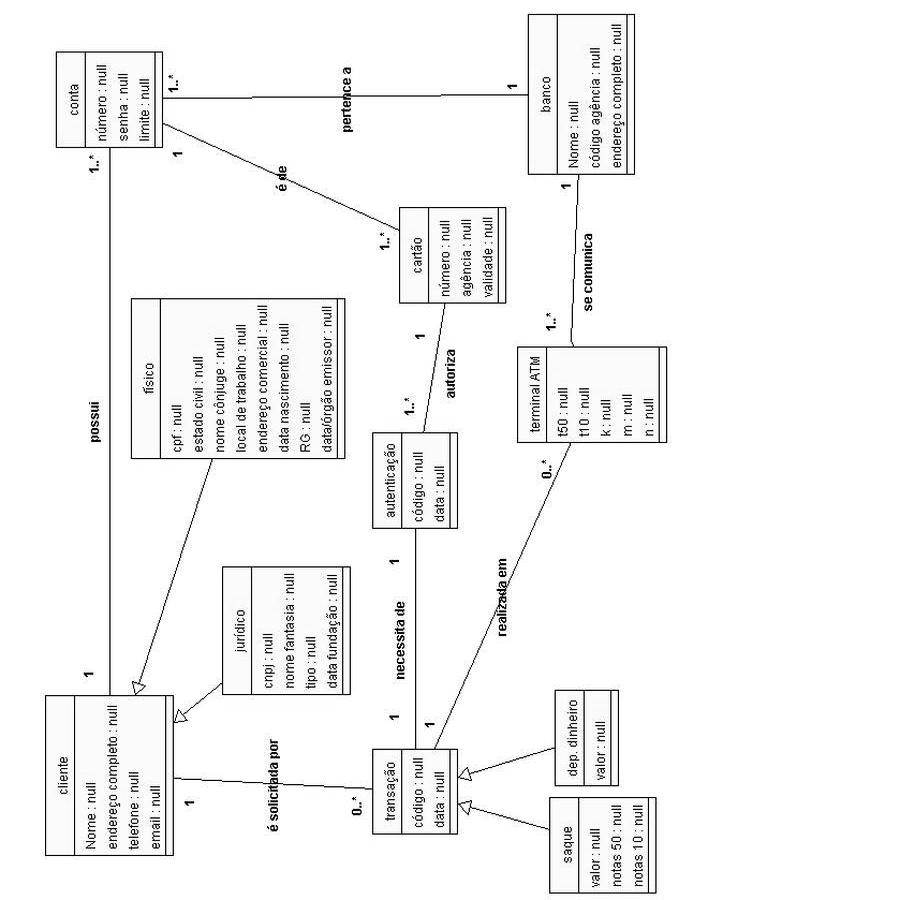 cliente
Nome : null
endereço completo : null
telefone : null
email : null
1
possui
1..*
conta
número : null
senha : null
limite : null
físico
cpf : null
estado civil : null
nome cônjuge : null
local de trabalho : null
endereço comercial : null
data nascimento : null
RG : null
data/órgão emissor : null
jurídico
cnpj : null
nome fantasia : null
tipo : null
data fundação : null
1
é solicitada por
0..*
1
é de
1..*
1..*
pertence a
1
transação
código : null
data : null
1
necessita de
1
autenticação
código : null
data : null
1..*
autoriza
1
cartão
número : null
agência : null
validade : null
1
realizada em
0..*
terminal ATM
t50 : null
t10 : null
k : null
m : null
n : null
1..*
se comunica
1
banco
Nome : null
código agência : null
endereço completo : null
saque
valor : null
notas 50 : null
notas 10 : null
dep. dinheiro
valor : null